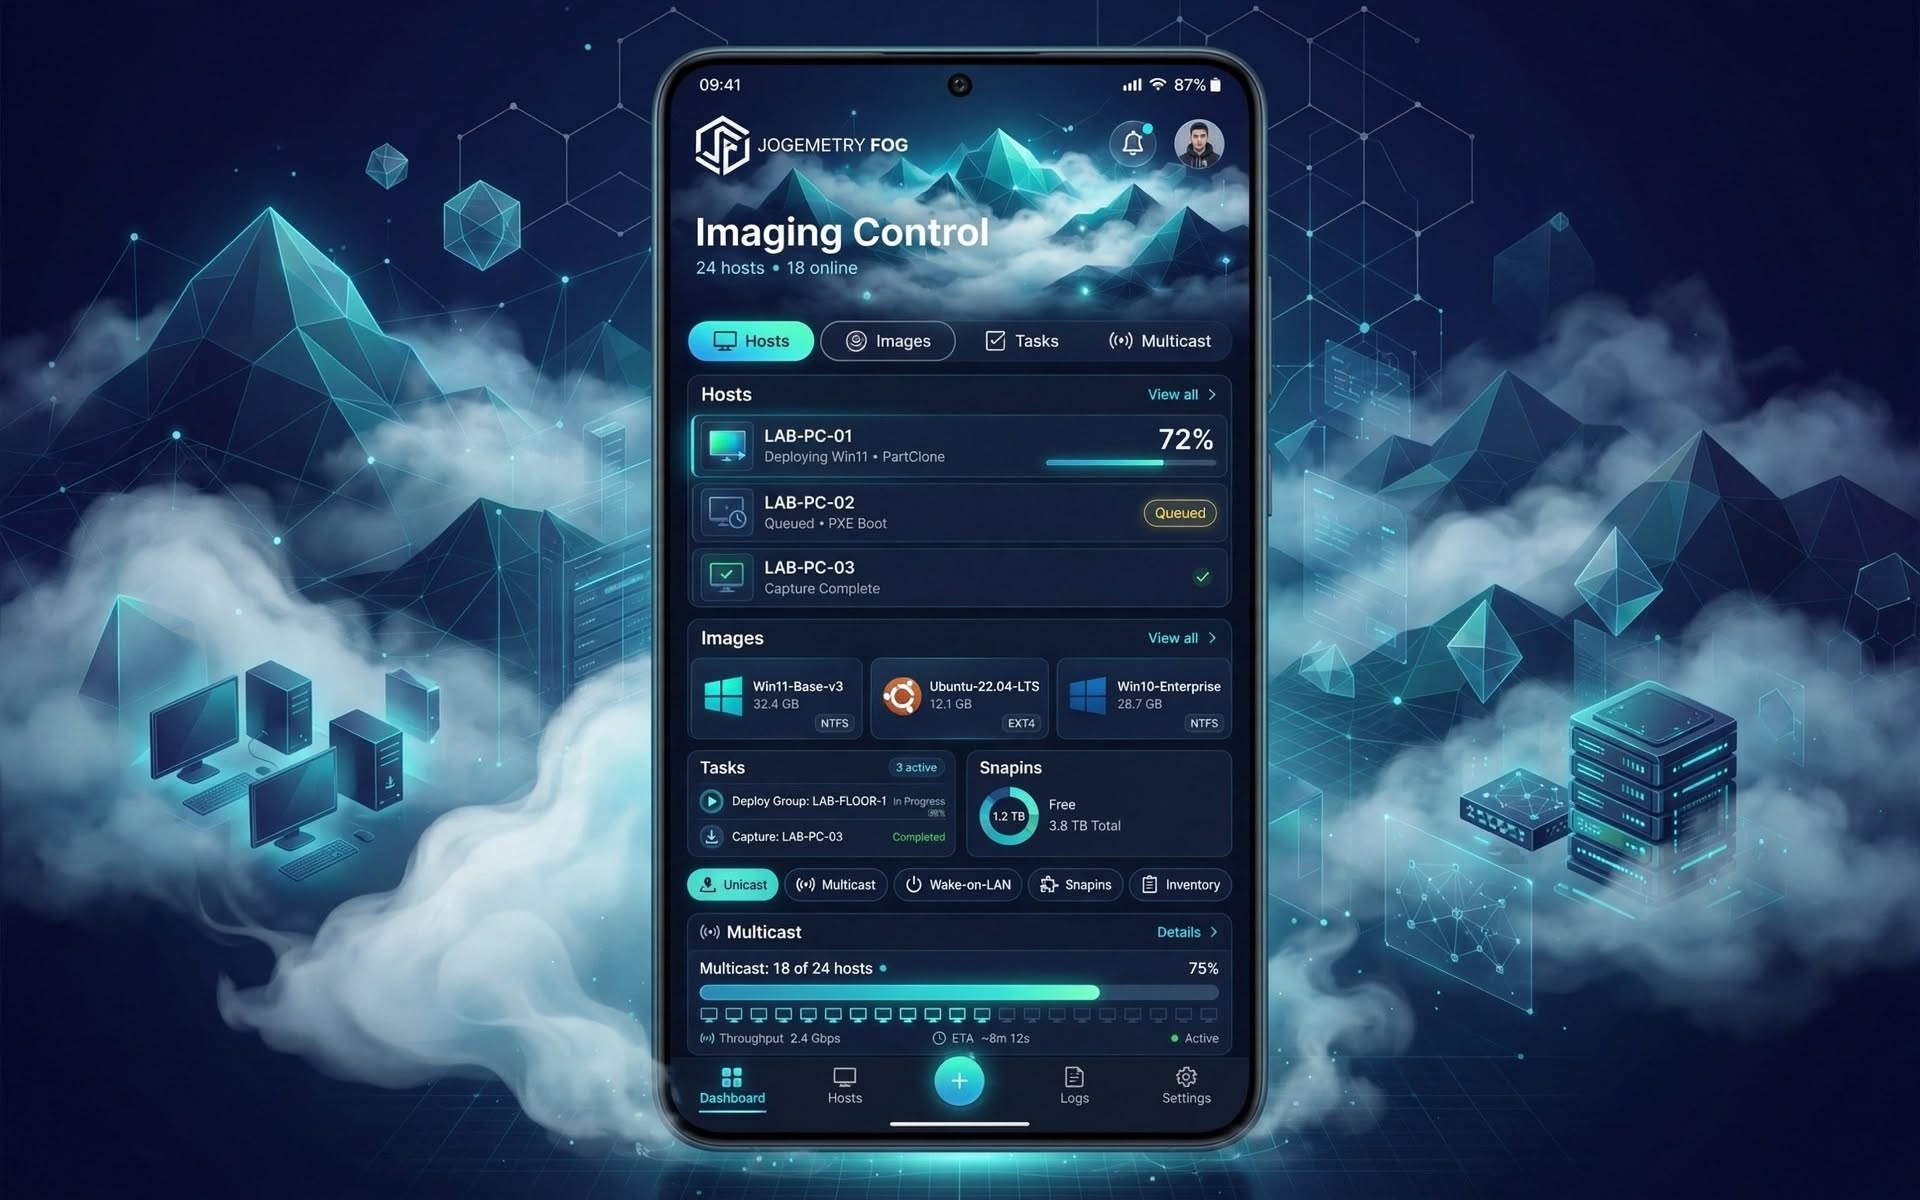 09:41
87%
JOGEMETRY FOG
Imaging Control
24 hosts • 18 online
Hosts
Images
Tasks
Multicast
Hosts
View all
LAB-PC-01
Deploying Win11 • PartClone
72%
LAB-PC-02
Queued • PXE Boot
Queued
LAB-PC-03
Capture Complete
Images
View all
Win11-Base-v3
32.4 GB
NTFS
Ubuntu-22.04-LTS
12.1 GB
EXT4
Win10-Enterprise
28.7 GB
NTFS
Tasks
3 active
Deploy Group: LAB-FLOOR-1
In Progress
Capture: LAB-PC-03
Completed
Snapins
1.2 TB
Free
3.8 TB Total
Unicast
Multicast
Wake-on-LAN
Snapins
Inventory
Multicast
Details
Multicast: 18 of 24 hosts
75%
Throughput 2.4 Gbps
ETA ~8m 12s
Active
Dashboard
Hosts
Logs
Settings